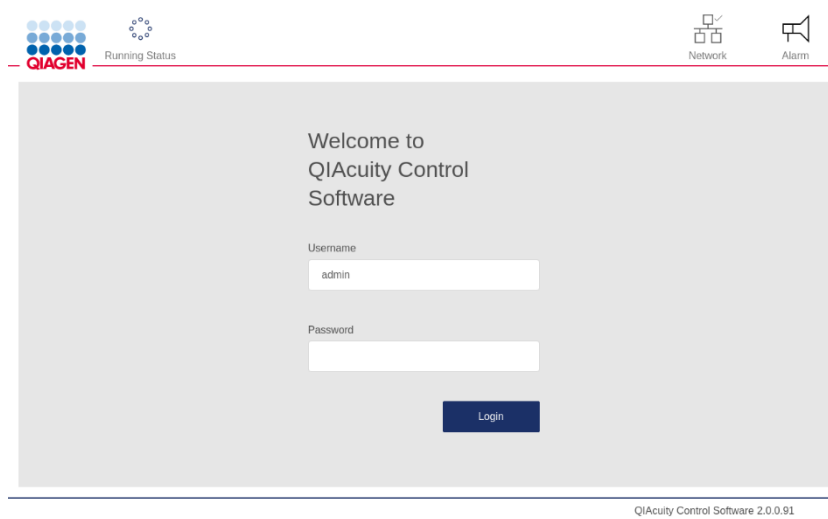 QIAGEN
Running Status
Network
Alarm
Welcome to
QIAcuity Control
Software
Username
admin
Password
Login
QIAcuity Control Software 2.0.0.91